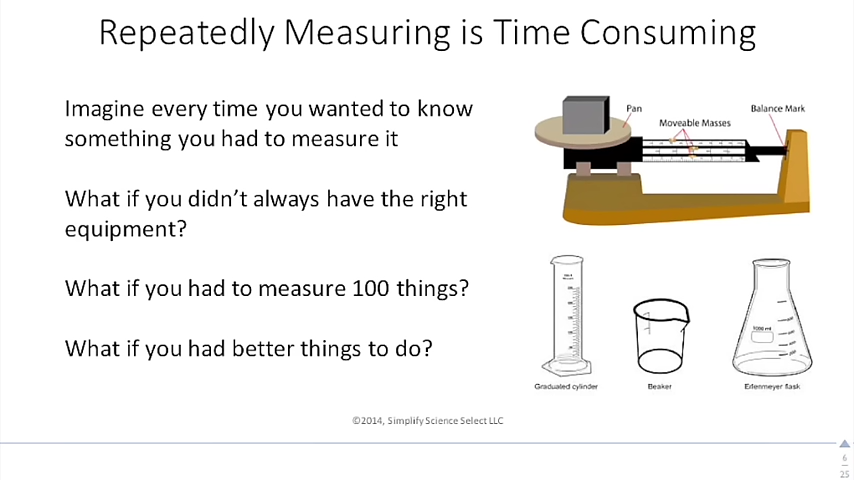 Repeatedly Measuring is Time Consuming
Imagine every time you wanted to know
something you had to measure it
What if you didn't always have the right
equipment?
What if you had to measure 100 things?
What if you had better things to do?
Pan
Moveable Masses
Balance Mark
1000 ml
Graduated cylinder
Beaker
Erlenmeyer flask
©2014, Simplify Science Select LLC
6
25